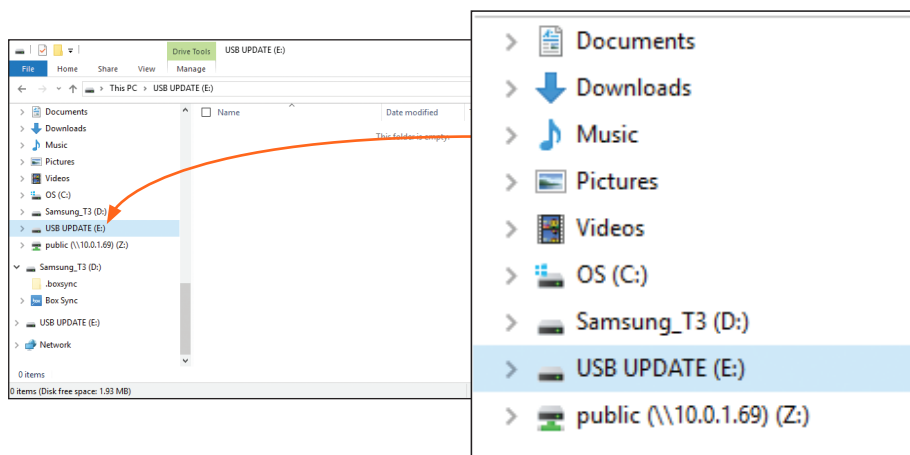 Drive Tools USB UPDATE (E:)
File Home Share View Manage
This PC USB UPDATE (E:)
Documents
Downloads
Music
Pictures
Videos
OS (C:)
Samsung_T3 (D:)
USB UPDATE (E:)
public (\\10.0.1.69) (Z:)
Samsung_T3 (D:)
.boxsync
Box Sync
USB UPDATE (E:)
Network
Name Date modified
This folder is empty.
0 items
0 items (Disk free space: 1.93 MB)
Documents
Downloads
Music
Pictures
Videos
OS (C:)
Samsung_T3 (D:)
USB UPDATE (E:)
public (\\10.0.1.69) (Z:)